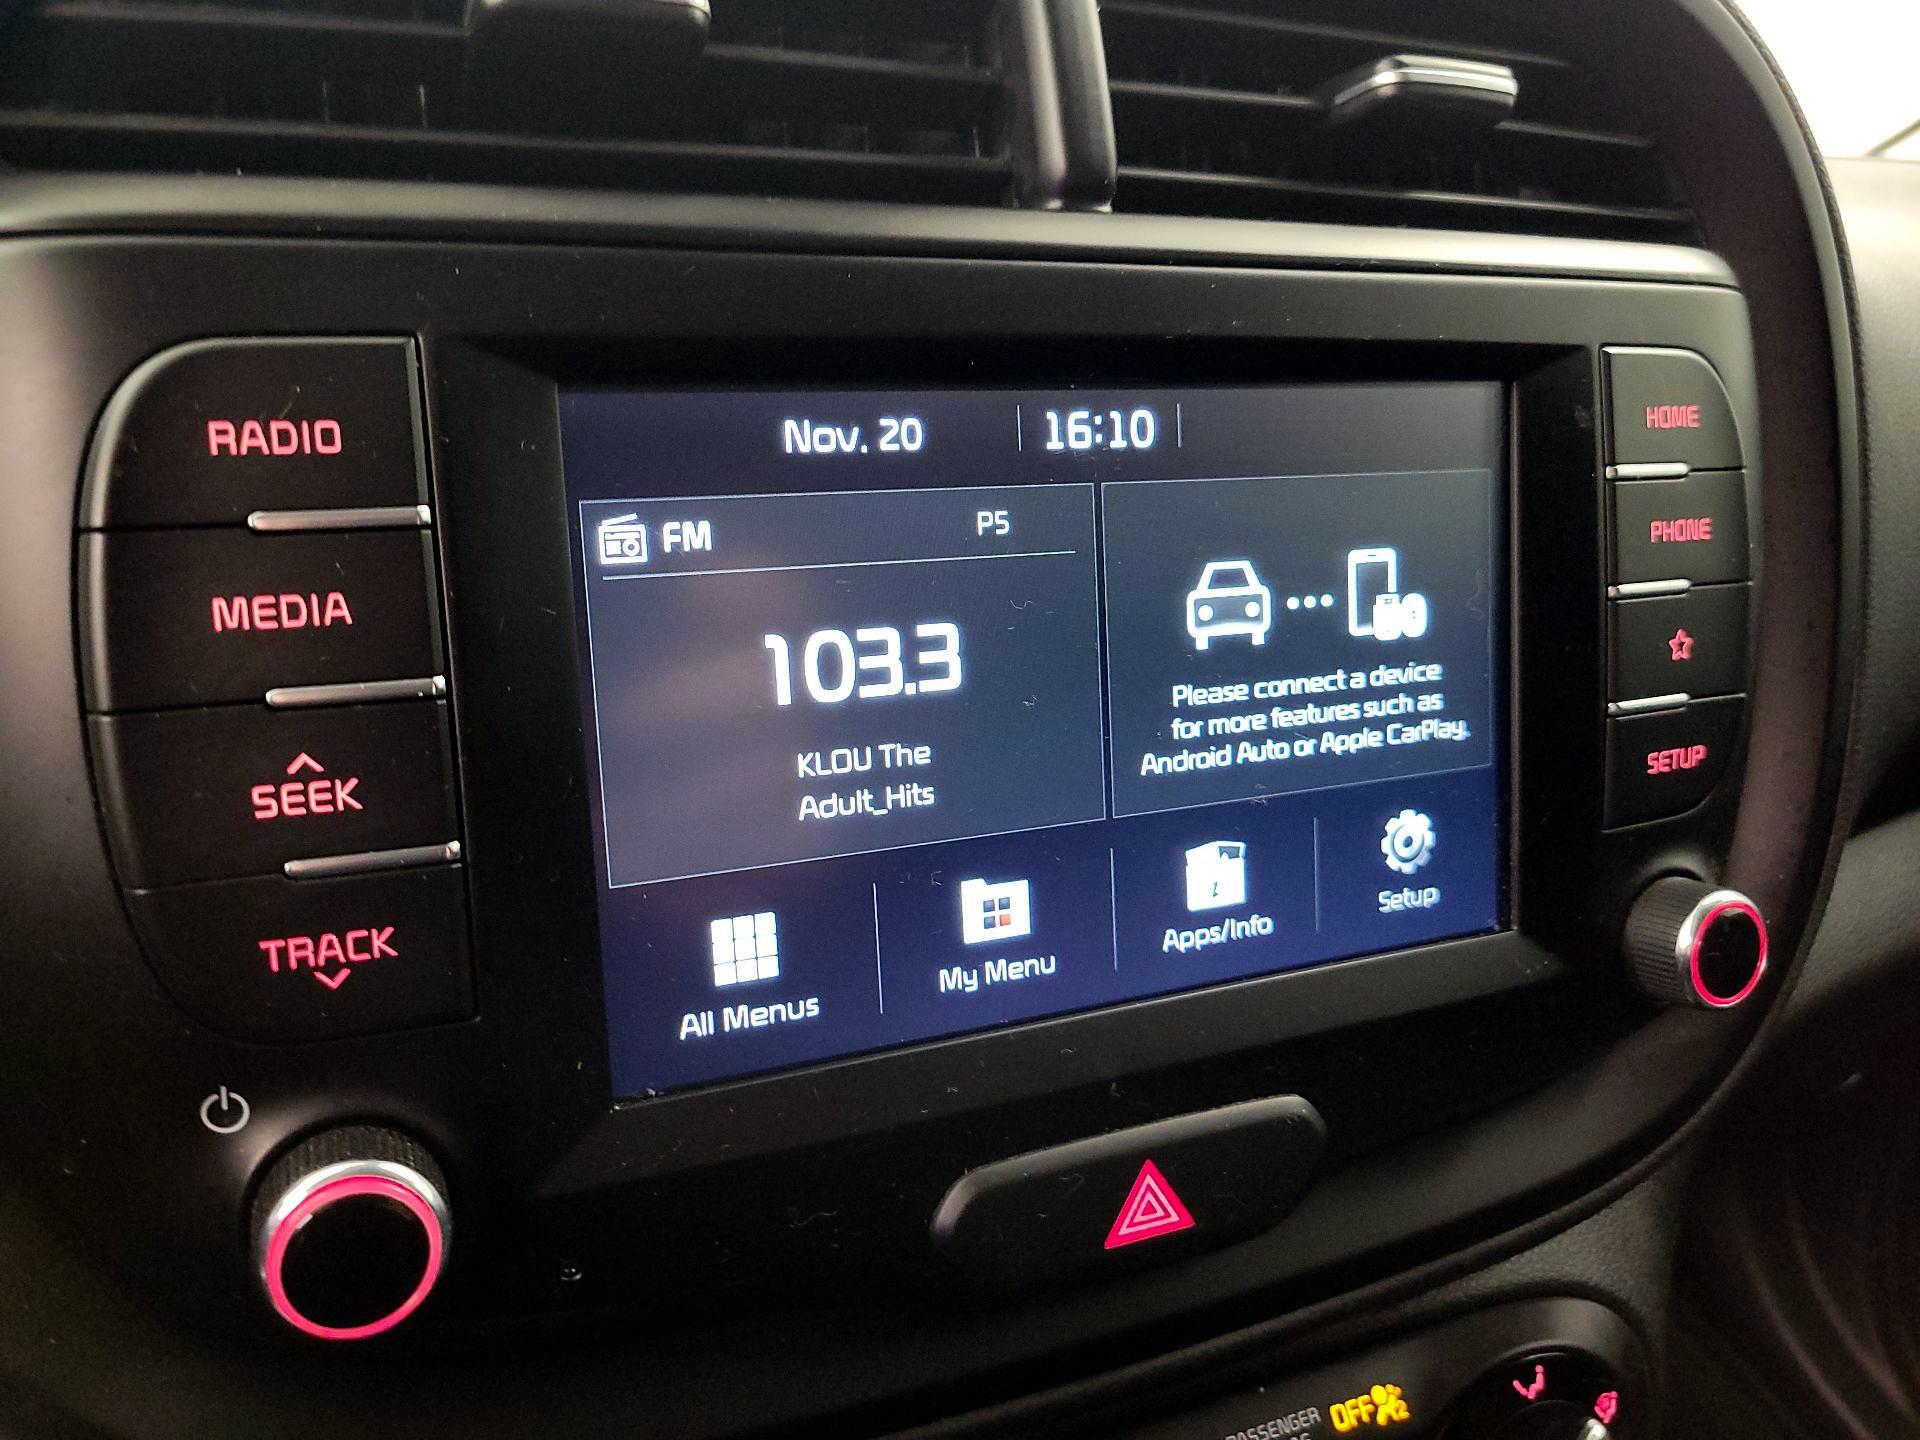 RADIO
MEDIA
SEEK
TRACK
Nov. 20
16:10
FM
P5
103.3
KLOU The
Adult_Hits
Please connect a device
for more features such as
Android Auto or Apple CarPlay.
All Menus
My Menu
Apps/Info
Setup
HOME
PHONE
SETUP
PASSENGER
OFF
2